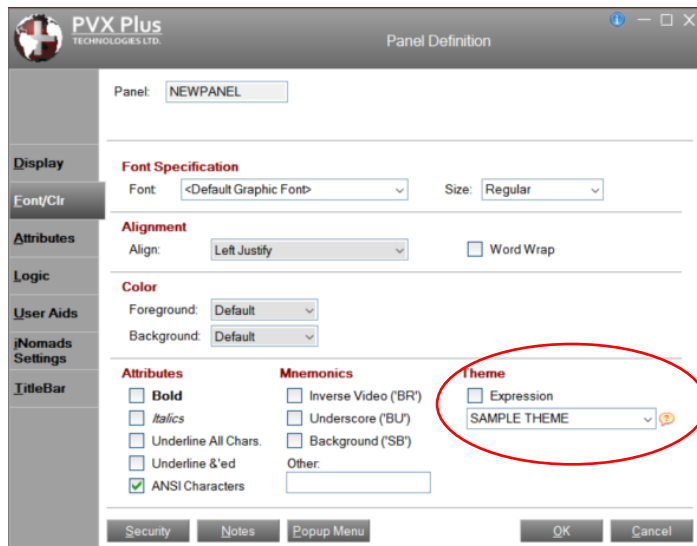 PVX Plus
TECHNOLOGIES LTD.
Panel Definition
Panel: NEWPANEL
Display
Font/Clr
Attributes
Logic
User Aids
iNomads
Settings
TitleBar
Font Specification
Font: <Default Graphic Font> Size: Regular
Alignment
Align: Left Justify Word Wrap
Color
Foreground: Default
Background: Default
Attributes
Bold
Italics
Underline All Chars.
Underline &'ed
ANSI Characters
Mnemonics
Inverse Video ('BR')
Underscore ('BU')
Background ('SB')
Other:
Theme
Expression
SAMPLE THEME
Security Notes Popup Menu OK Cancel